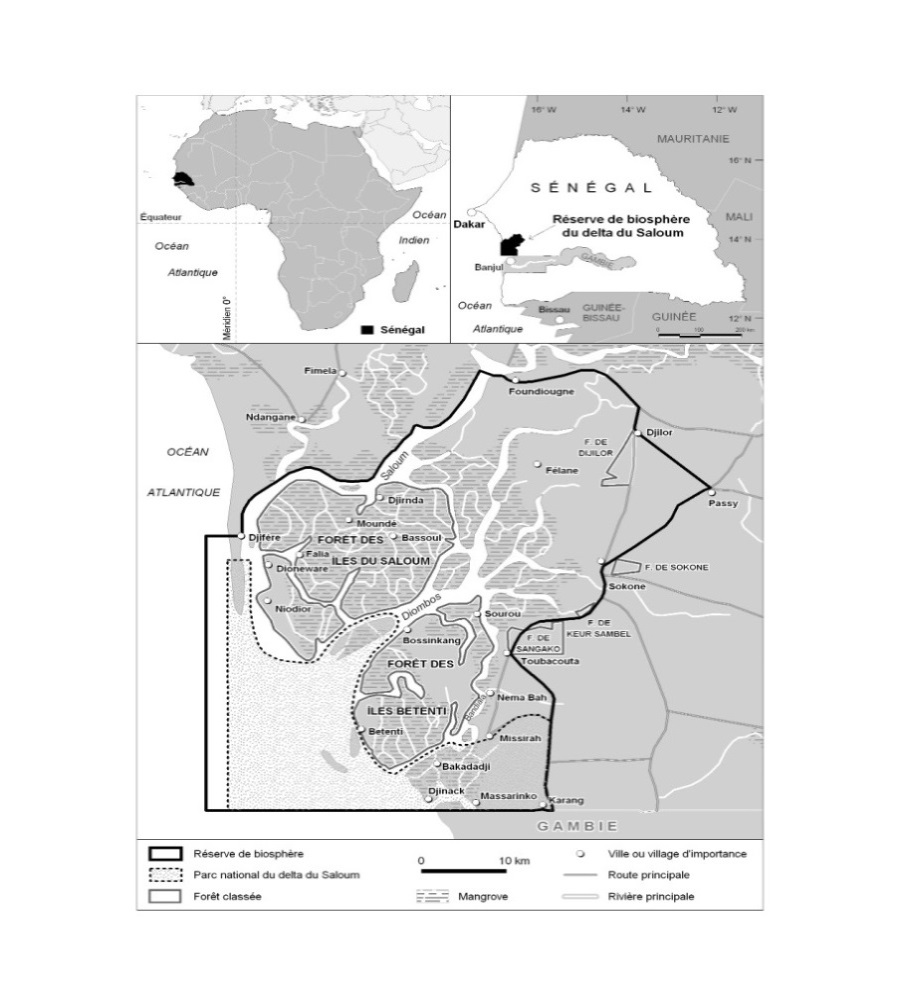 Équateur
Océan
Atlantique
Océan
Indien
Méridien 0°
Sénégal
16° W
14° W
12° W
MAURITANIE
16° N
SÉNÉGAL
MALI
Dakar
Réserve de biosphère
du delta du Saloum
14° N
Banjul
GAMBIE
Océan
Atlantique
Bissau
GUINÉE-
BISSAU
GUINÉE
12° N
0 100 200 km
Fimela
Ndangane
Foundiougne
OCÉAN
ATLANTIQUE
Saloum
F. DE
DIJILOR
Djilor
Félane
Passy
Djirnda
Moundé
Djifère
FORÊT DES
Bassoul
Falia
ILES DU SALOUM
Dioneware
F. DE SOKONE
Sokone
Niodior
Diombos
Sourou
F. DE
KEUR SAMBEL
Bossinkang
F. DE
SANGAKO
Toubacouta
FORÊT DES
Nema Bah
ÎLES BETENTI
Bandiala
Betenti
Missirah
Bakadadji
Djinack
Massarinko
Karang
GAMBIE
Réserve de biosphère
Parc national du delta du Saloum
Forêt classée
0 10 km
Mangrove
Ville ou village d'importance
Route principale
Rivière principale